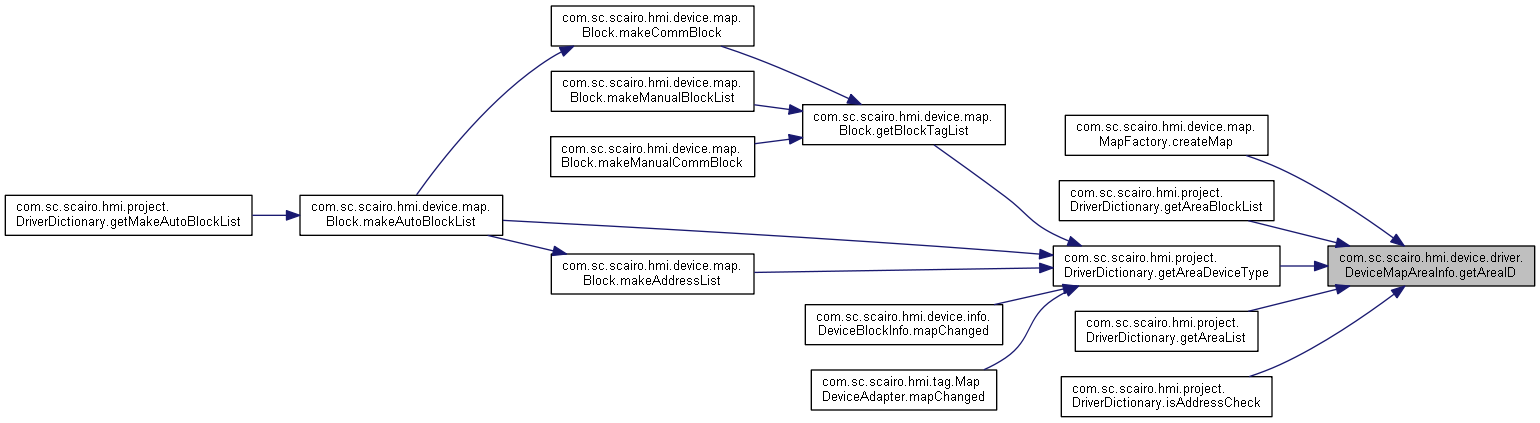 com.sc.scairo.hmi.device.map.
Block.makeCommBlock
com.sc.scairo.hmi.device.map.
Block.makeManualBlockList
com.sc.scairo.hmi.device.map.
Block.makeManualCommBlock
com.sc.scairo.hmi.device.map.
Block.getBlockTagList
com.sc.scairo.hmi.device.map.
MapFactory.createMap
com.sc.scairo.hmi.project.
DriverDictionary.getAreaBlockList
com.sc.scairo.hmi.project.
DriverDictionary.getMakeAutoBlockList
com.sc.scairo.hmi.device.map.
Block.makeAutoBlockList
com.sc.scairo.hmi.device.map.
Block.makeAddressList
com.sc.scairo.hmi.project.
DriverDictionary.getAreaDeviceType
com.sc.scairo.hmi.device.driver.
DeviceMapAreaInfo.getAreaID
com.sc.scairo.hmi.device.info.
DeviceBlockInfo.mapChanged
com.sc.scairo.hmi.project.
DriverDictionary.getAreaList
com.sc.scairo.hmi.tag.Map
DeviceAdapter.mapChanged
com.sc.scairo.hmi.project.
DriverDictionary.isAddressCheck